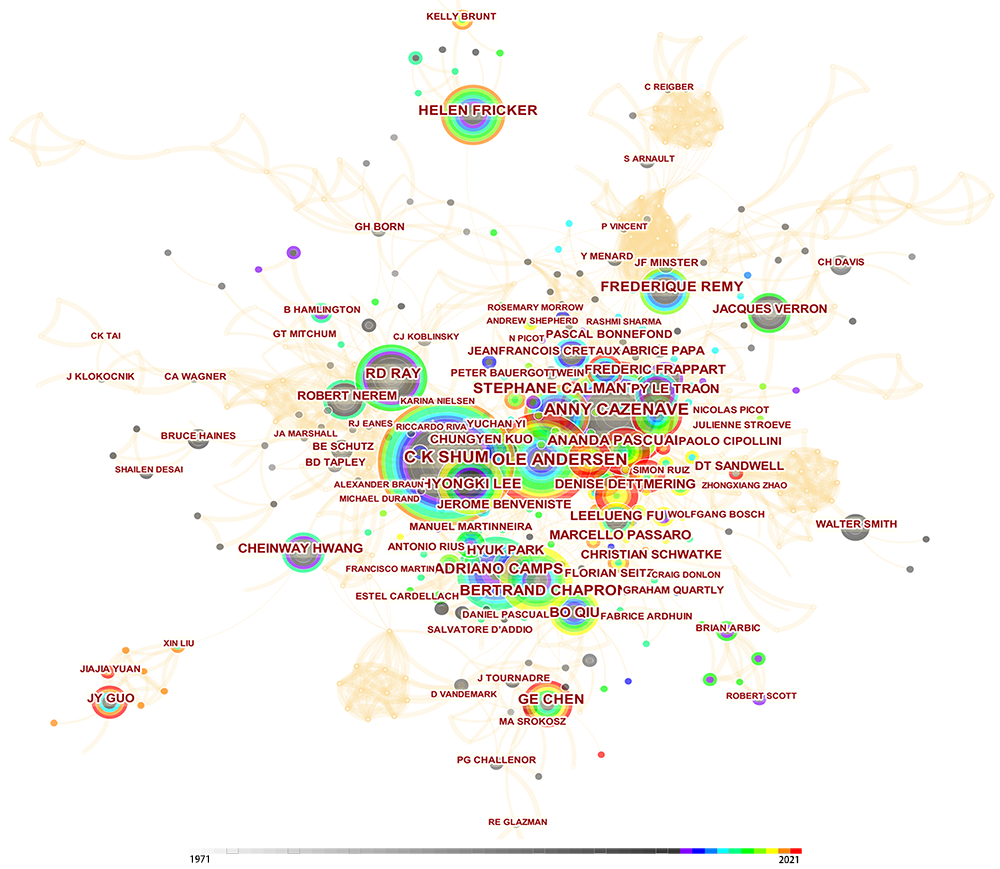 KELLY BRUNT
C REIGBER
HELEN FRICKER
S ARNAULT
GH BORN
P VINCENT
Y MENARD
JF MINSTER
CH DAVIS
FREDERIQUE REMY
B HAMLINGTON
ROSEMARY MORROW
JACQUES VERRON
ANDREW SHEPHERD
RASHMI SHARMA
CK TAI
GT MITCHUM
CJ KOBLINSKY
N PICOT
PASCAL BONNEFOND
JEANFRANCOIS CRETAUX
ABRICE PAPA
J KLOKOCNIK
CA WAGNER
RD RAY
PETER BAUERGOTTWEIN
FREDERIC FRAPPART
STEPHANE CALMAN
PY LE TRAON
ROBERT NEREM
KARINA NIELSEN
ANNY CAZENAVE
NICOLAS PICOT
RJ EANES
RICCARDO RIVA
YUCHAN YI
JULIENNE STROEVE
BRUCE HAINES
JA MARSHALL
CHUNGYEN KUO
ANANDA PASCUAL
PAOLO CIPOLLINI
BE SCHUTZ
C K SHUM
OLE ANDERSEN
BD TAPLEY
SIMON RUIZ
DT SANDWELL
SHAILEN DESAI
ALEXANDER BRAUN
HYONGKI LEE
DENISE DETTMERING
ZHONGXIANG ZHAO
MICHAEL DURAND
JEROME BENVENISTE
LEELUENG FU
WOLFGANG BOSCH
MANUEL MARTINNEIRA
WALTER SMITH
MARCELLO PASSARO
CHEINWAY HWANG
ANTONIO RIUS
HYUK PARK
CHRISTIAN SCHWATKE
FRANCISCO MARTIN
ADRIANO CAMPS
FLORIAN SEITZ
CRAIG DONLON
ESTEL CARDELLACH
BERTRAND CHAPRON
GRAHAM QUARTLY
DANIEL PASCUAL
BO QIU
FABRICE ARDHUIN
SALVATORE D'ADDIO
BRIAN ARBIC
XIN LIU
JIAJIA YUAN
J TOURNADRE
D VANDEMARK
ROBERT SCOTT
JY GUO
GE CHEN
MA SROKOSZ
PG CHALLENOR
RE GLAZMAN
1971
2021